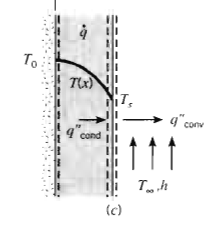 q̇
T₀
T(x)
Tₛ
q″cond
q″conv
T∞, h
(c)